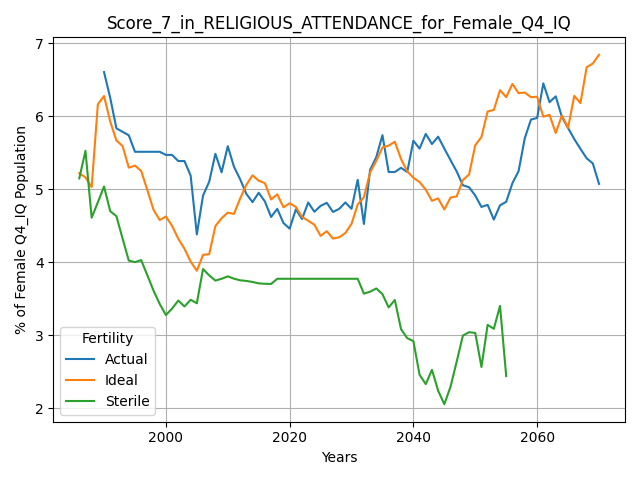 Score_7_in_RELIGIOUS_ATTENDANCE_for_Female_Q4_IQ
% of Female Q4_IQ Population
7
6
5
4
3
2
Fertility
Actual
Ideal
Sterile
2000 2020 2040 2060
Years